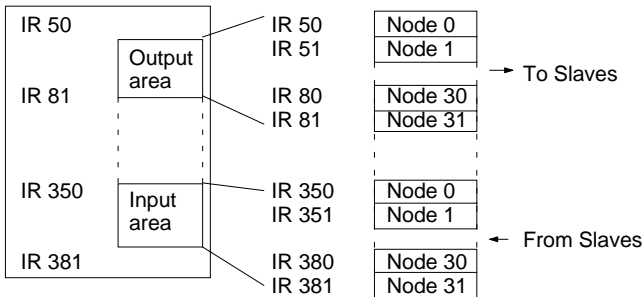 IR 50 IR 50 Node 0
IR 51 Node 1
Output
area
To Slaves
IR 81 IR 80 Node 30
IR 81 Node 31
IR 350 IR 350 Node 0
Input
area
IR 351 Node 1
From Slaves
IR 381 IR 380 Node 30
IR 381 Node 31